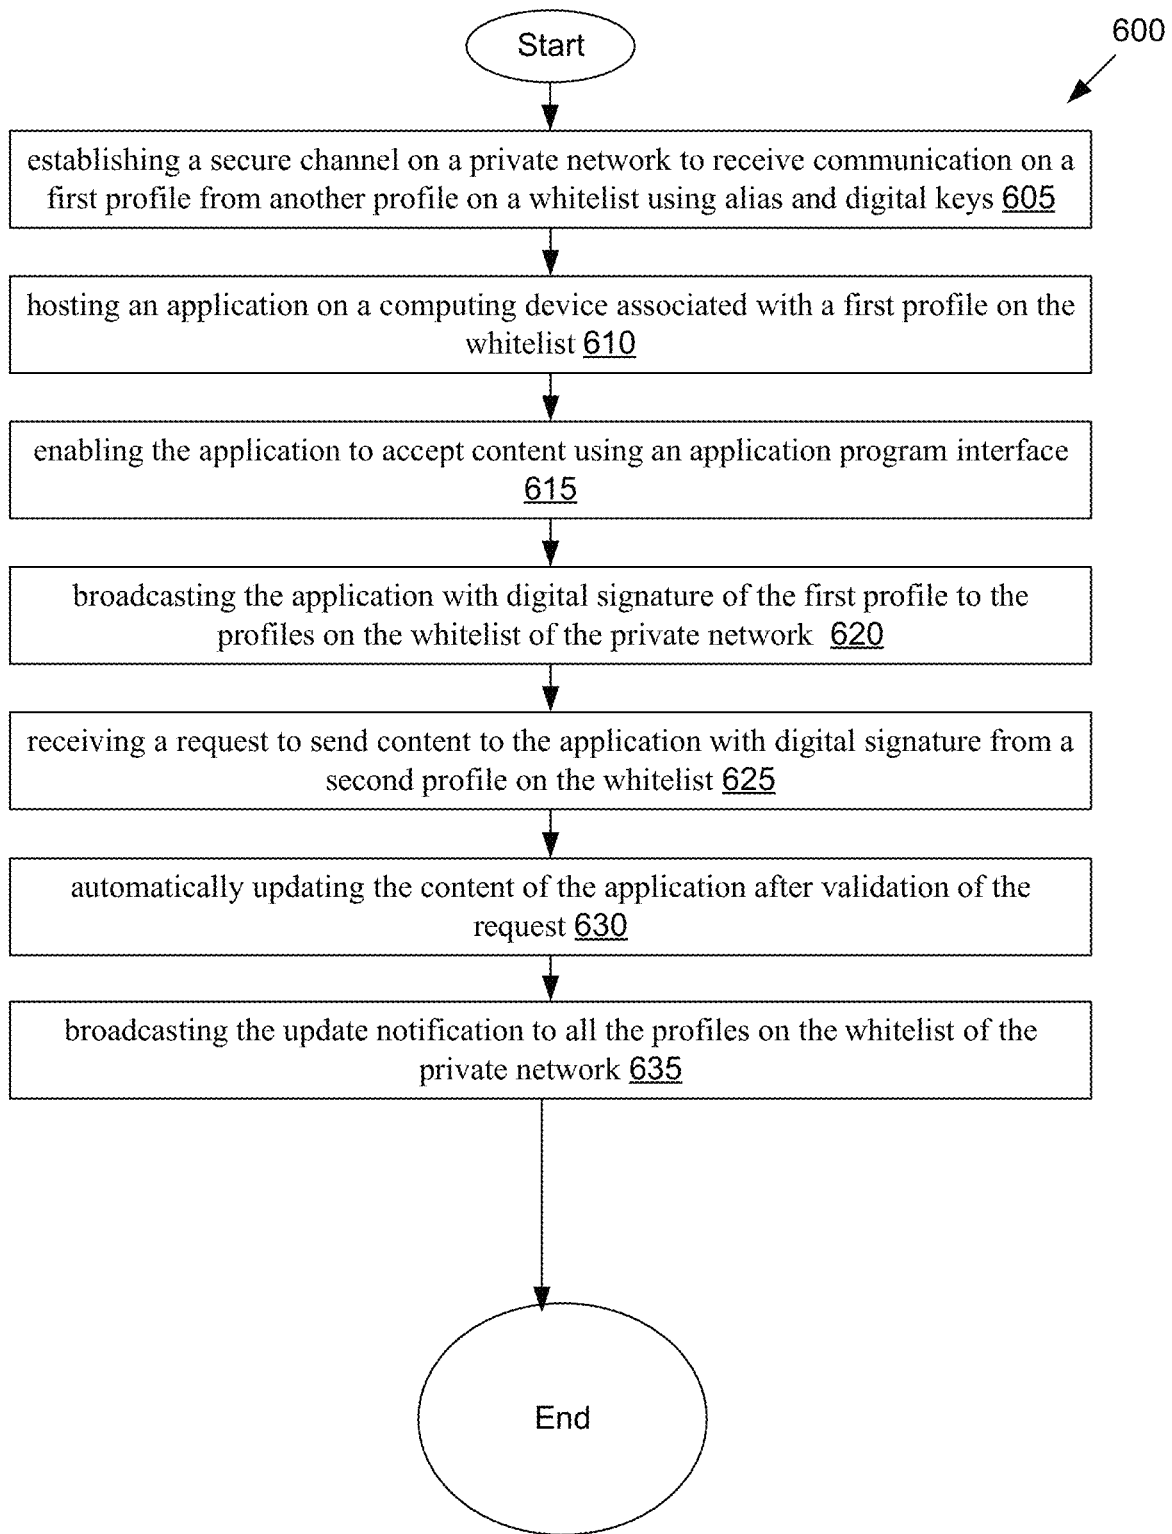 Start
600
establishing a secure channel on a private network to receive communication on a
first profile from another profile on a whitelist using alias and digital keys 605
hosting an application on a computing device associated with a first profile on the
whitelist 610
enabling the application to accept content using an application program interface
615
broadcasting the application with digital signature of the first profile to the
profiles on the whitelist of the private network 620
receiving a request to send content to the application with digital signature from a
second profile on the whitelist 625
automatically updating the content of the application after validation of the
request 630
broadcasting the update notification to all the profiles on the whitelist of the
private network 635
End